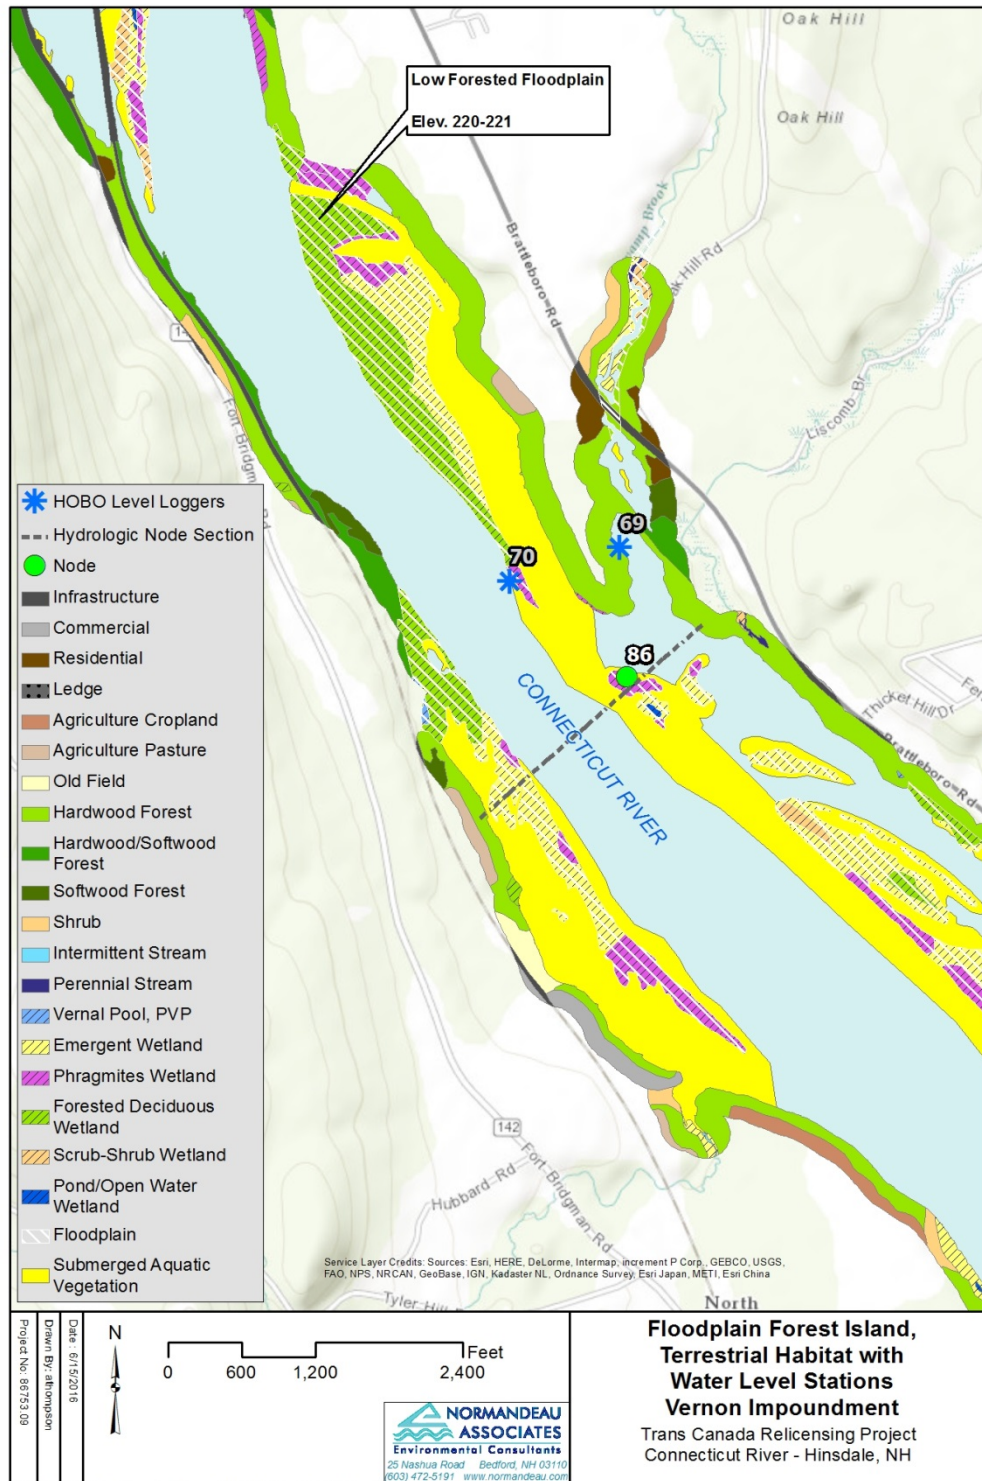 Oak Hill
Low Forested Floodplain
Elev. 220-221
Oak Hill
Brattleboro Rd
Oak Hill Rd
Liscomb Br
Fort Bridgman Rd
69
70
86
CONNECTICUT RIVER
Thicket Hill Dr
Brattleboro Rd
HOBO Level Loggers
Hydrologic Node Section
Node
Infrastructure
Commercial
Residential
Ledge
Agriculture Cropland
Agriculture Pasture
Old Field
Hardwood Forest
Hardwood/Softwood
Forest
Softwood Forest
Shrub
Intermittent Stream
Perennial Stream
Vernal Pool, PVP
Emergent Wetland
Phragmites Wetland
Forested Deciduous
Wetland
Scrub-Shrub Wetland
Pond/Open Water
Wetland
Floodplain
Submerged Aquatic
Vegetation
142
Fort Bridgman Rd
Hubbard Rd
Service Layer Credits: Sources: Esri, HERE, DeLorme, Intermap, increment P Corp., GEBCO, USGS,
FAO, NPS, NRCAN, GeoBase, IGN, Kadaster NL, Ordnance Survey, Esri Japan, METI, Esri China
Tyler Hill
North
Project No: 86753.09
Drawn By: athompson
Date : 6/15/2016
N
0 600 1,200 2,400 Feet
NORMANDEAU
ASSOCIATES
Environmental Consultants
25 Nashua Road Bedford, NH 03110
(603) 472-5191 www.normandeau.com
Floodplain Forest Island,
Terrestrial Habitat with
Water Level Stations
Vernon Impoundment
Trans Canada Relicensing Project
Connecticut River - Hinsdale, NH